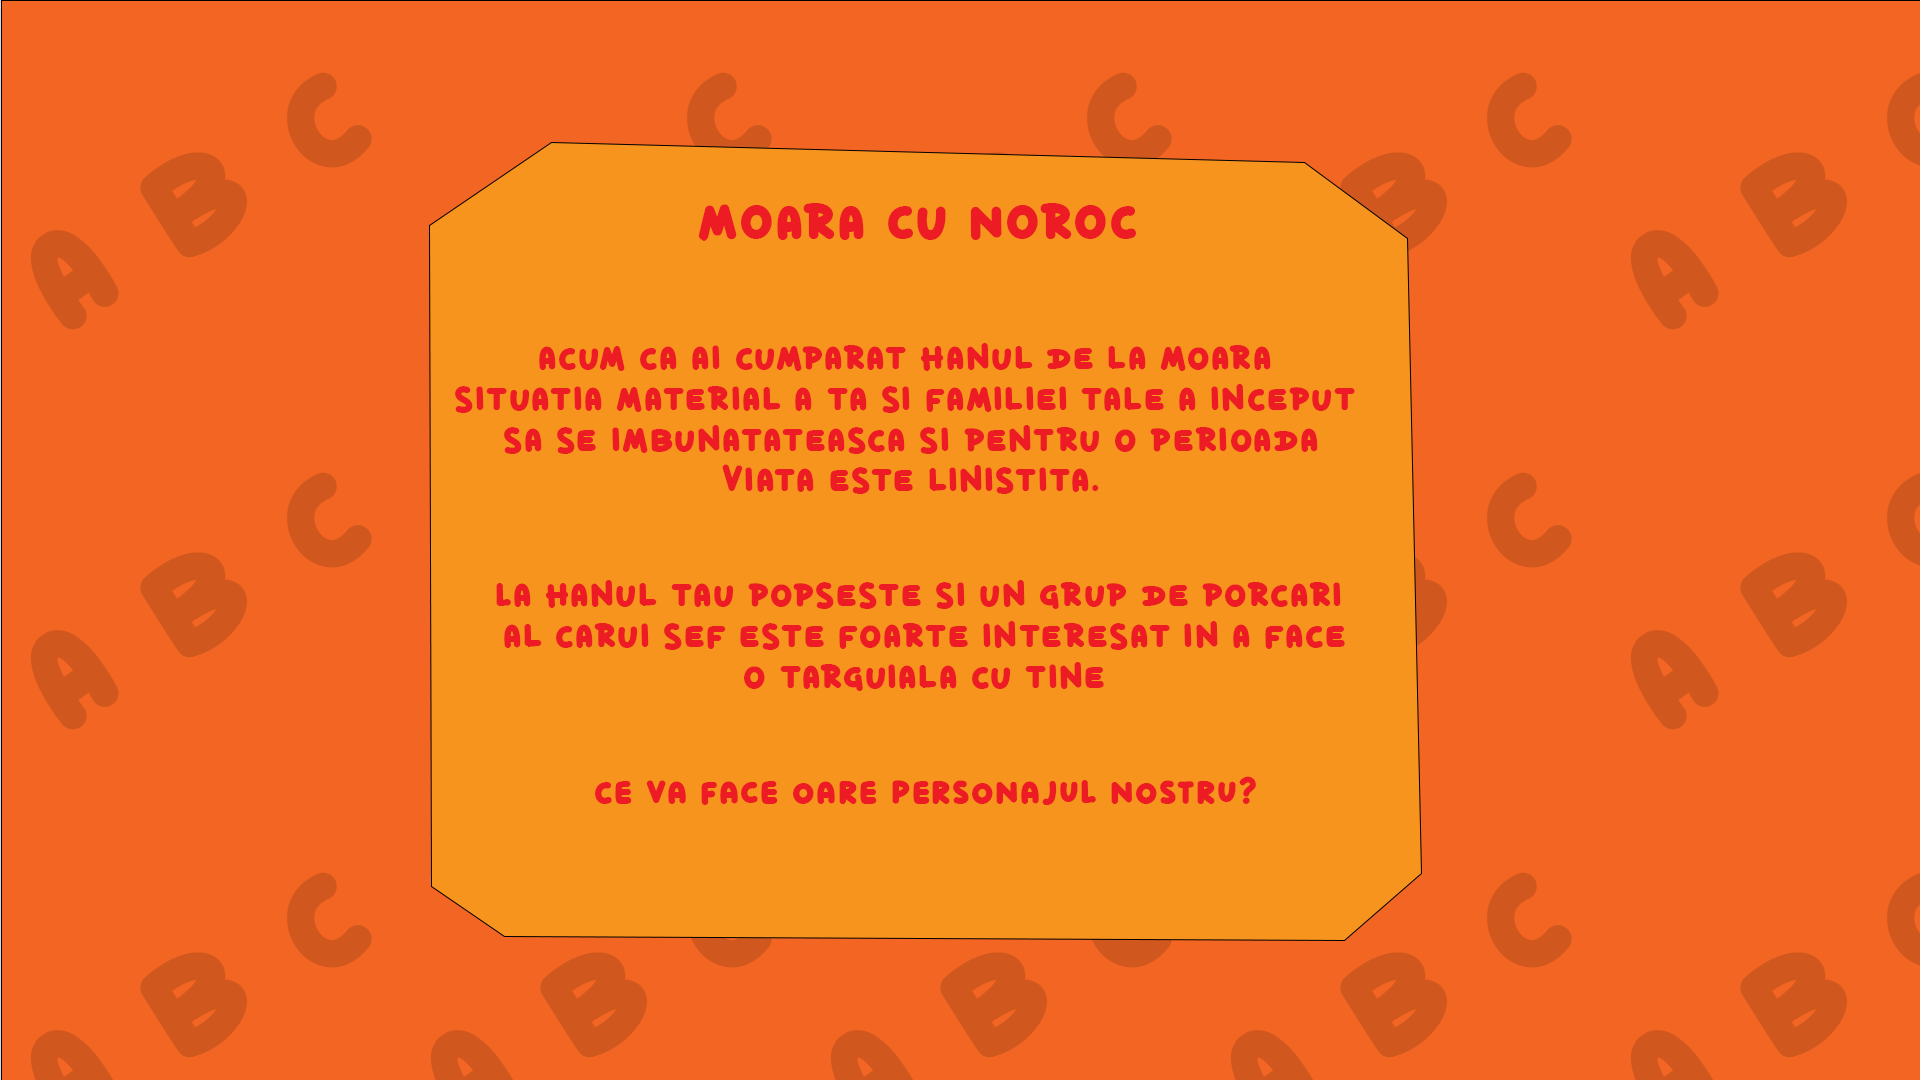 MOARA CU NOROC
ACUM CA AI CUMPARAT HANUL DE LA MOARA
SITUATIA MATERIAL A TA SI FAMILIEI TALE A INCEPUT
SA SE IMBUNATATEASCA SI PENTRU O PERIOADA
VIATA ESTE LINISTITA.
LA HANUL TAU POPSESTE SI UN GRUP DE PORCARI
AL CARUI SEF ESTE FOARTE INTERESAT IN A FACE
O TARGUIALA CU TINE
CE VA FACE OARE PERSONAJUL NOSTRU?